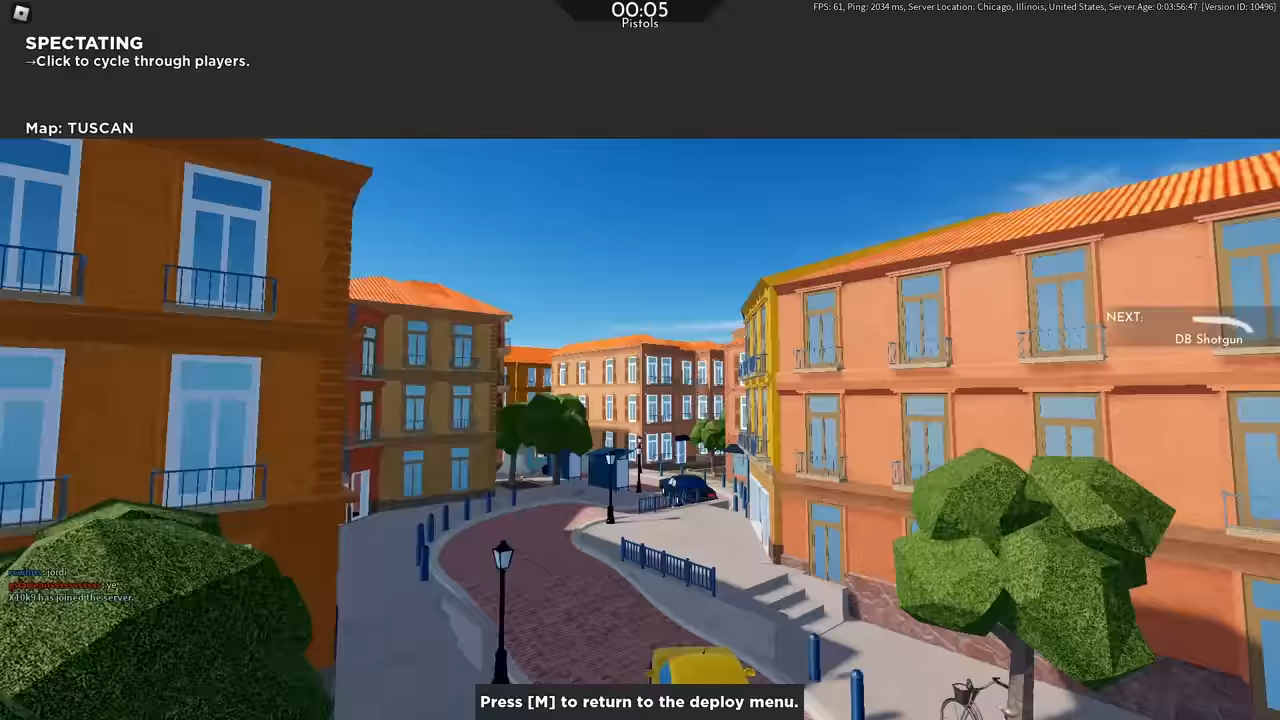 00:05
Pistols
FPS: 61, Ping: 2034 ms, Server Location: Chicago, Illinois, United States, Server Age: 0:03:56:47 [Version ID: 10496]
SPECTATING
→Click to cycle through players.
Map: TUSCAN
NEXT:
DB Shotgun
: jordi
: ye
X10k9 has joined the server.
Press [M] to return to the deploy menu.